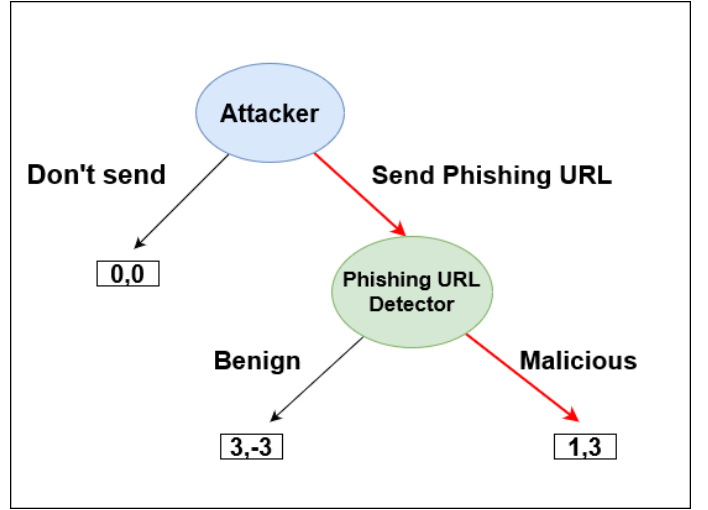 Attacker
Don't send
Send Phishing URL
0,0
Phishing URL
Detector
Benign
Malicious
3,-3
1,3